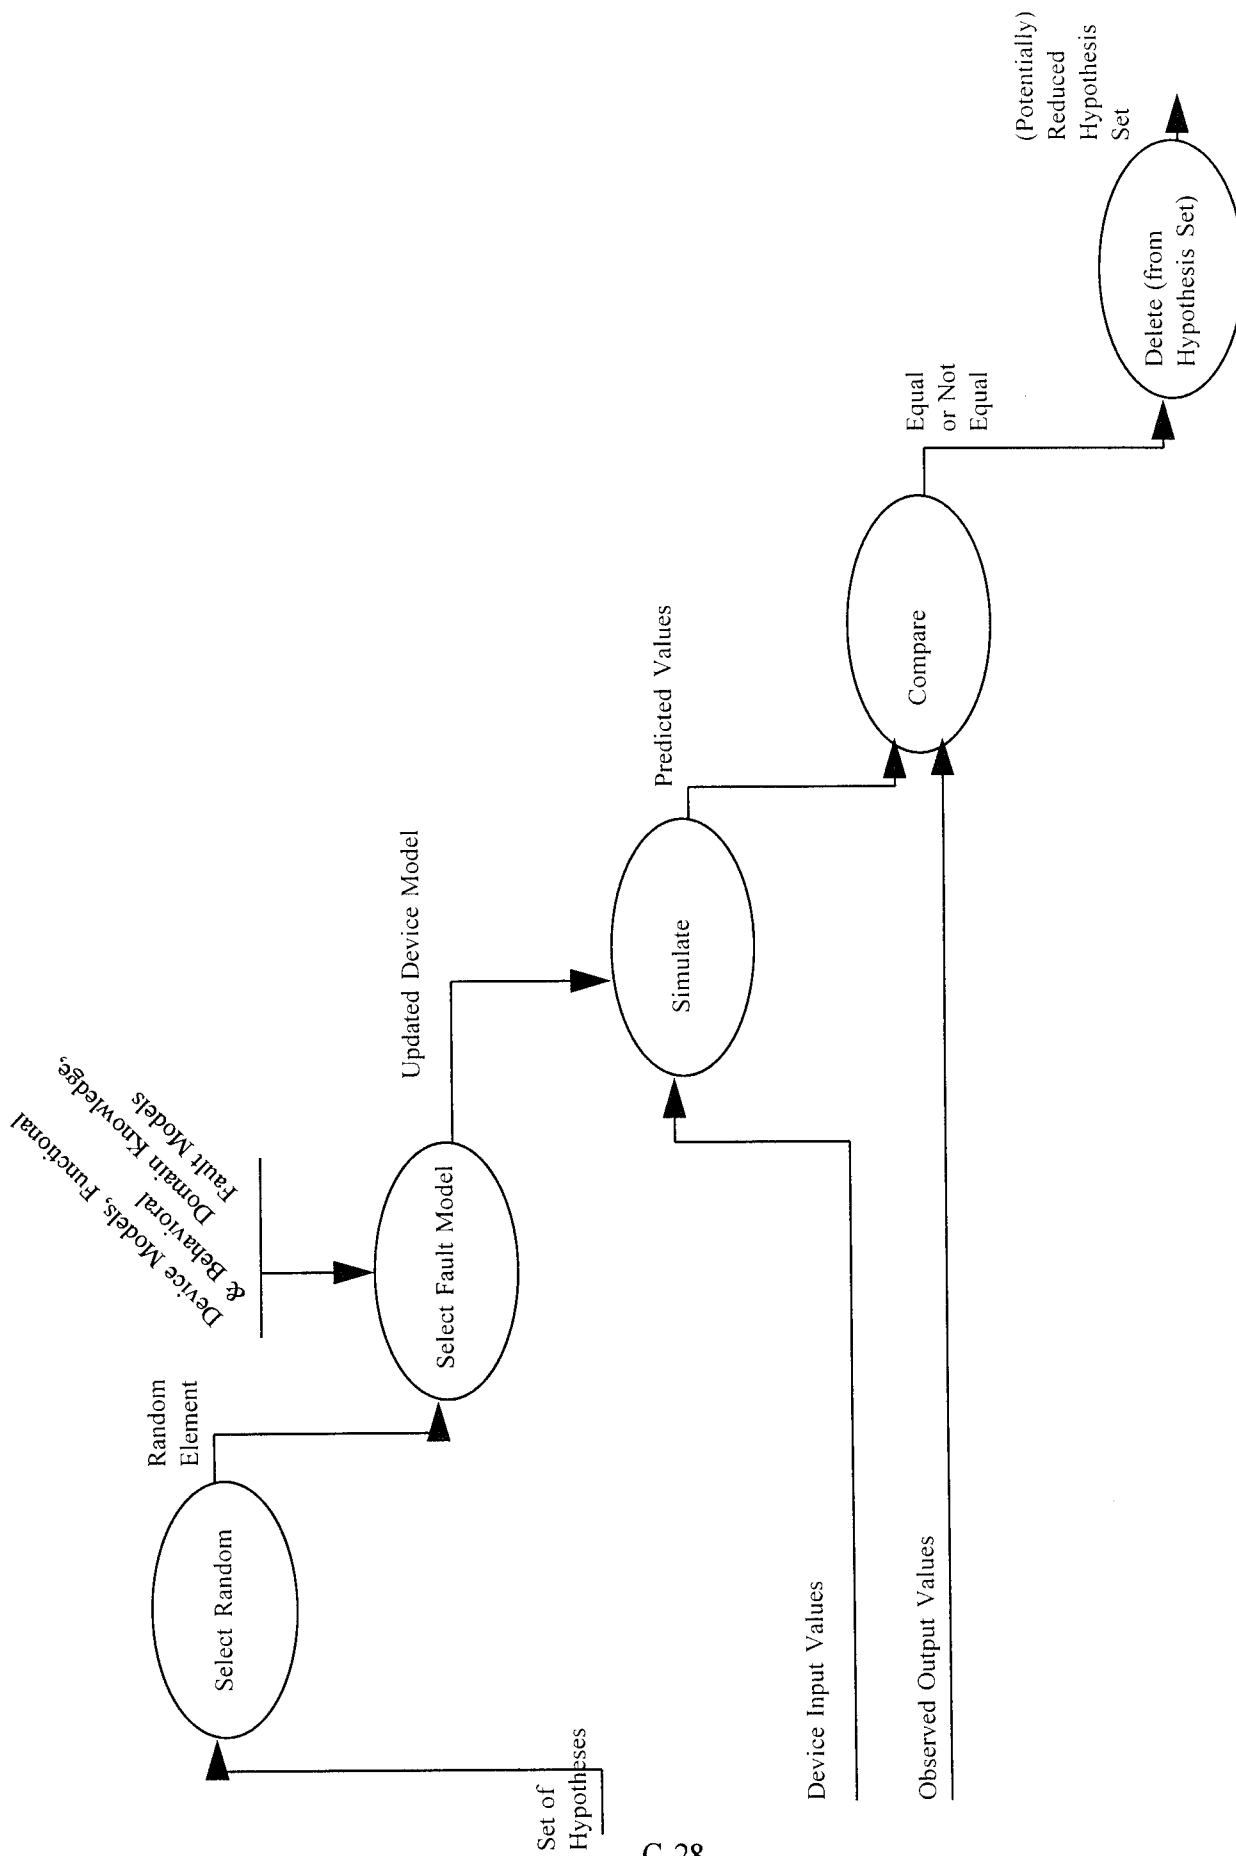 Set of
Hypotheses
Select Random
Random
Element
Device Models, Functional
& Behavioral
Domain Knowledge,
Fault Models
Select Fault Model
Updated Device Model
Device Input Values
Simulate
Predicted Values
Observed Output Values
Compare
Equal
or Not
Equal
Delete (from
Hypothesis Set)
(Potentially)
Reduced
Hypothesis
Set
C-28